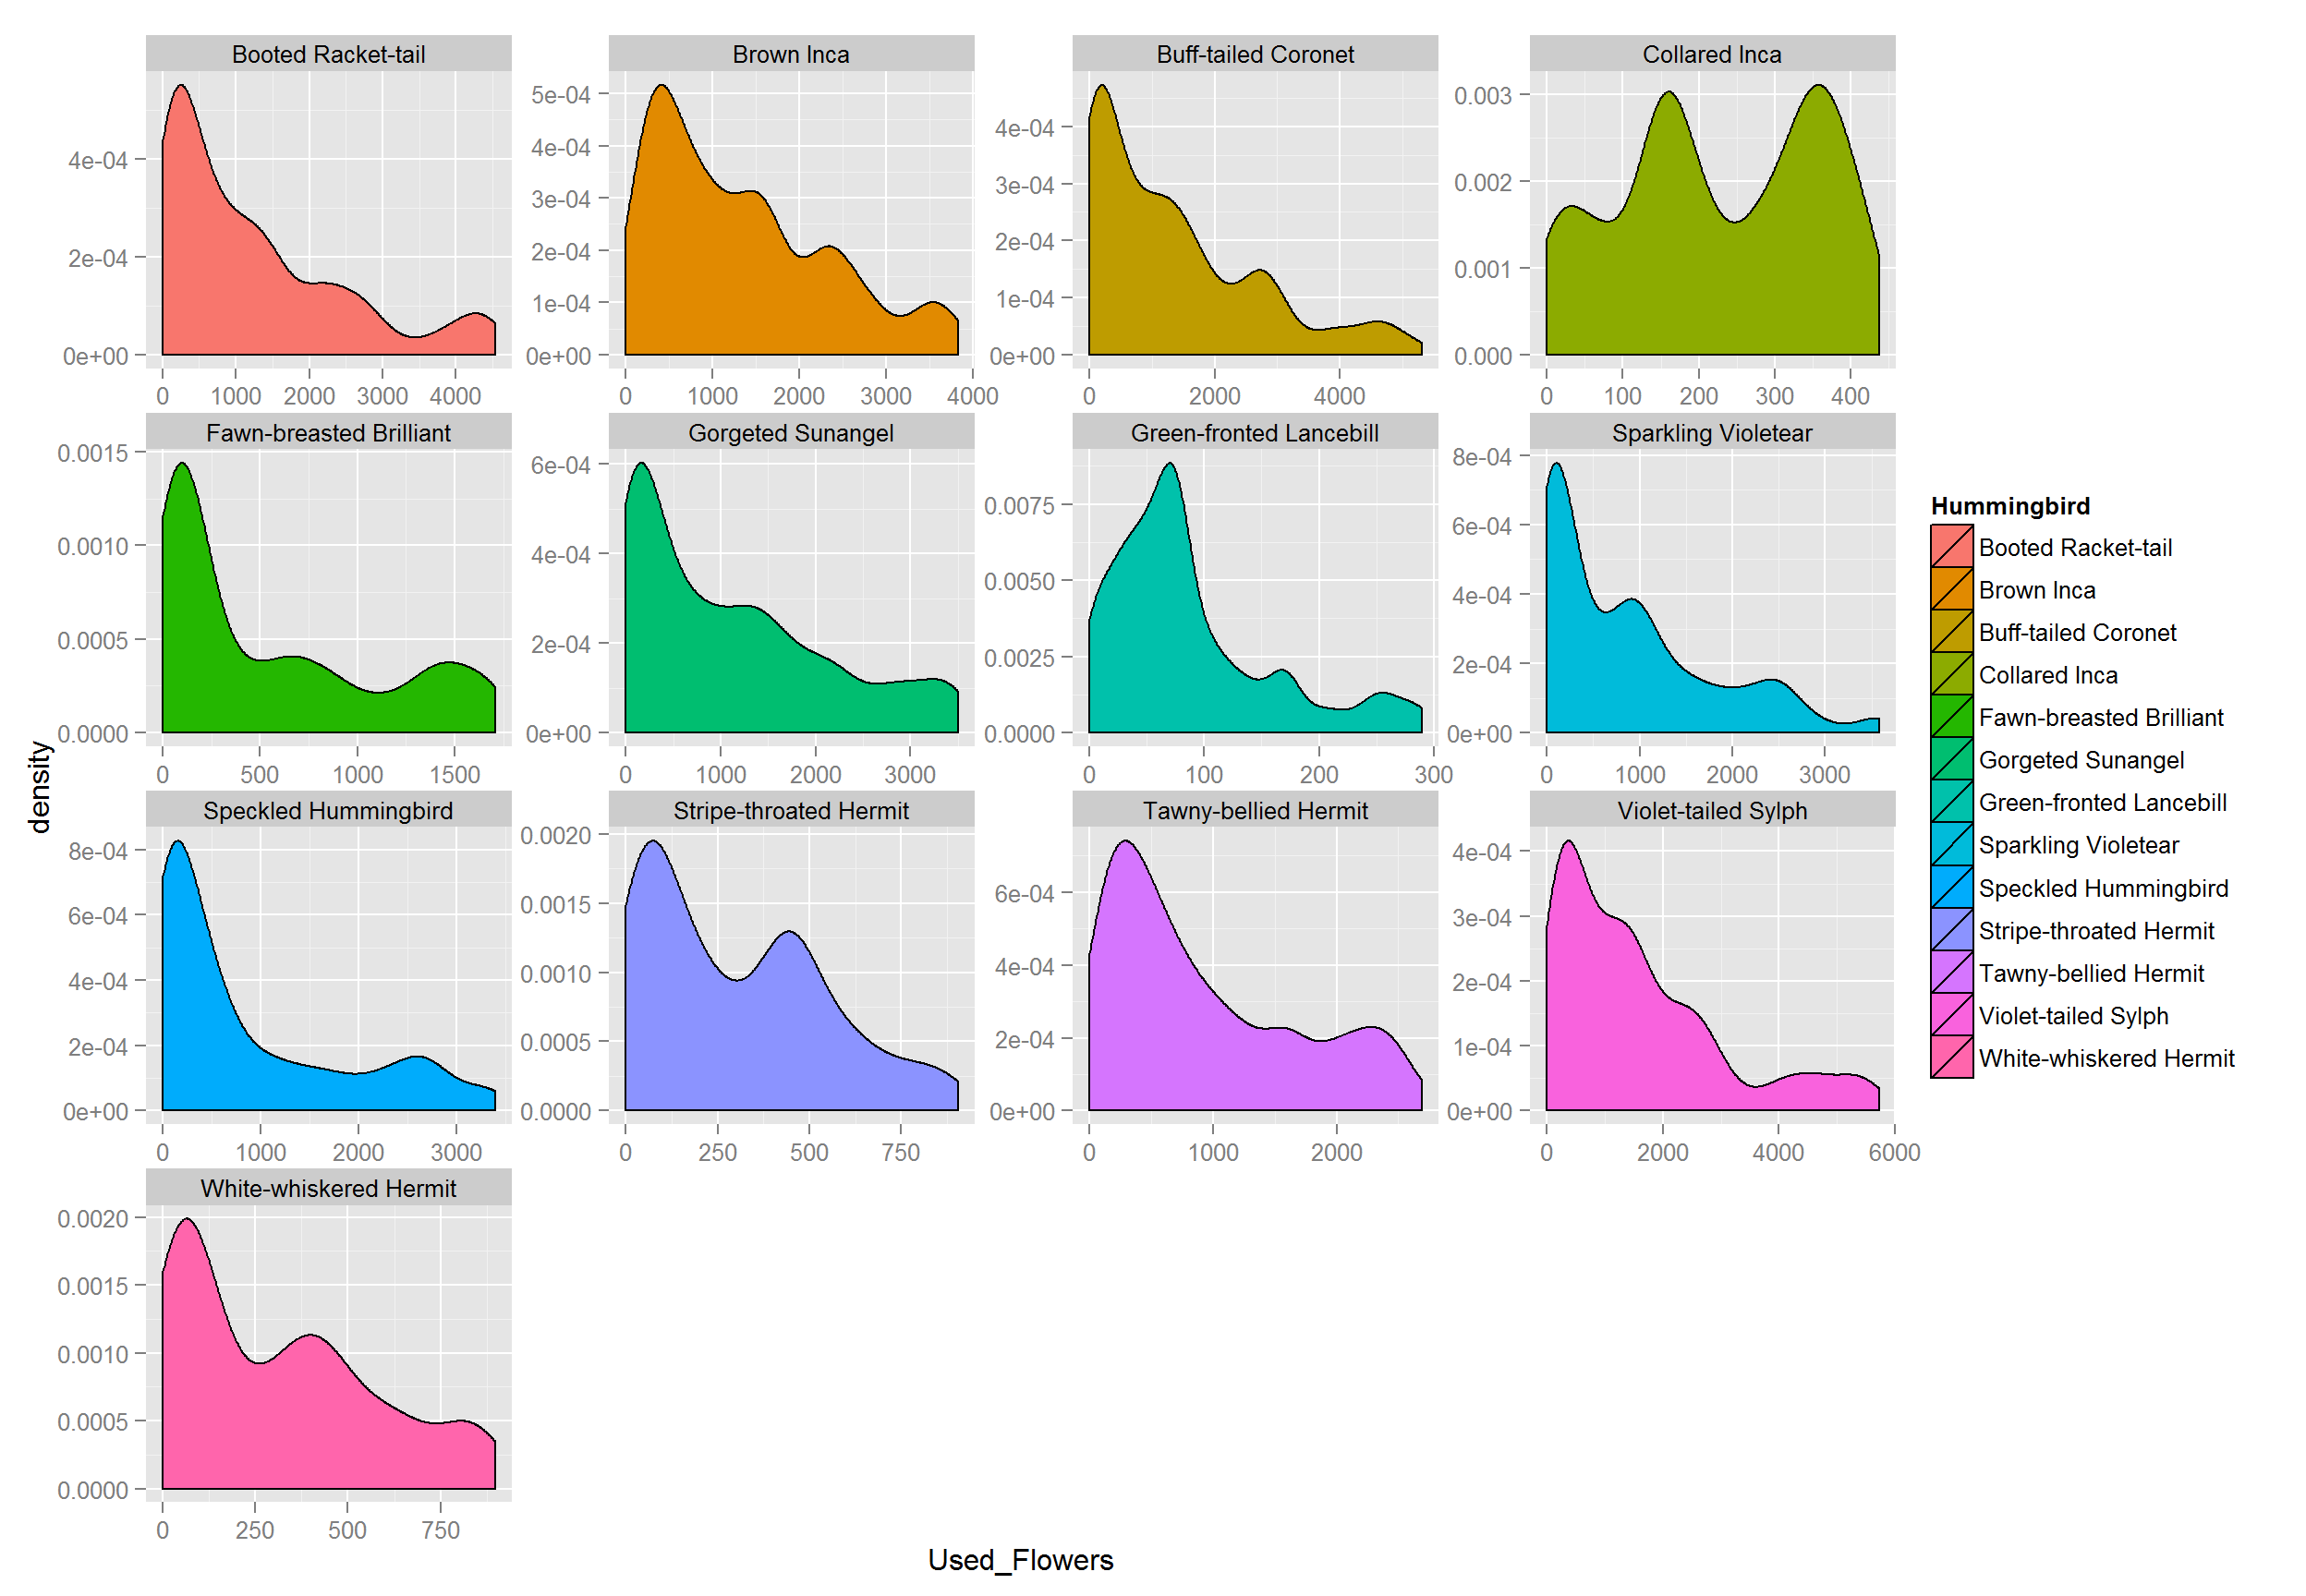 Booted Racket-tail Brown Inca Buff-tailed Coronet Collared Inca
4e-04
2e-04
0e+00
0 1000 2000 3000 4000
5e-04
4e-04
3e-04
2e-04
1e-04
0e+00
0 1000 2000 3000 4000
4e-04
3e-04
2e-04
1e-04
0e+00
0 2000 4000
0.003
0.002
0.001
0.000
0 100 200 300 400
Fawn-breasted Brilliant Gorgeted Sunangel Green-fronted Lancebill Sparkling Violetear
0.0015
0.0010
0.0005
0.0000
0 500 1000 1500
6e-04
4e-04
2e-04
0e+00
0 1000 2000 3000
0.0075
0.0050
0.0025
0.0000
0 100 200 300
8e-04
6e-04
4e-04
2e-04
0e+00
0 1000 2000 3000
Speckled Hummingbird Stripe-throated Hermit Tawny-bellied Hermit Violet-tailed Sylph
8e-04
6e-04
4e-04
2e-04
0e+00
0 1000 2000 3000
0.0020
0.0015
0.0010
0.0005
0.0000
0 250 500 750
6e-04
4e-04
2e-04
0e+00
0 1000 2000
4e-04
3e-04
2e-04
1e-04
0e+00
0 2000 4000 6000
White-whiskered Hermit
0.0020
0.0015
0.0010
0.0005
0.0000
0 250 500 750
density
Used_Flowers
Hummingbird
Booted Racket-tail
Brown Inca
Buff-tailed Coronet
Collared Inca
Fawn-breasted Brilliant
Gorgeted Sunangel
Green-fronted Lancebill
Sparkling Violetear
Speckled Hummingbird
Stripe-throated Hermit
Tawny-bellied Hermit
Violet-tailed Sylph
White-whiskered Hermit